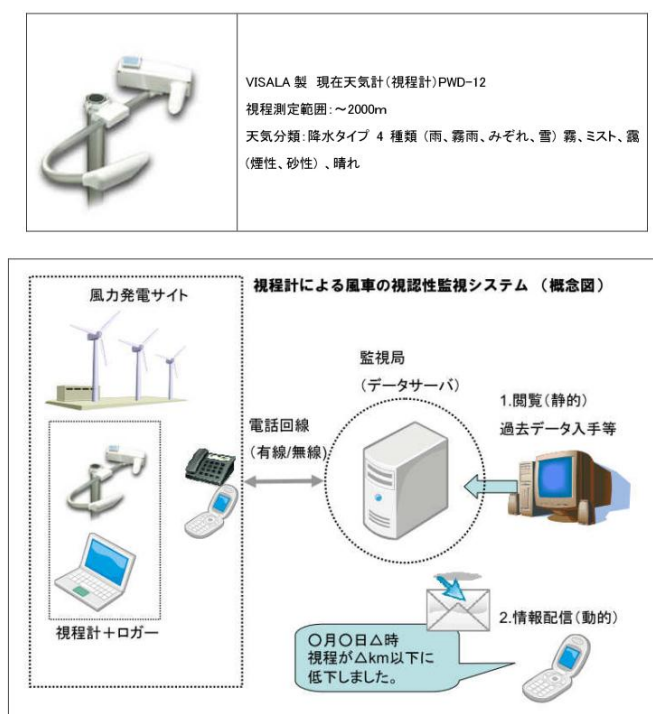 VISALA 製 現在天気計(視程計)PWD-12
視程測定範囲:~2000m
天気分類:降水タイプ 4 種類 (雨、霧雨、みぞれ、雪) 霧、ミスト、靄
(煙性、砂性) 、晴れ
視程計による風車の視認性監視システム (概念図)
風力発電サイト
監視局
(データサーバ)
1.閲覧(静的)
過去データ入手等
電話回線
(有線/無線)
視程計+ロガー
2.情報配信(動的)
〇月〇日△時
視程が△km以下に
低下しました。